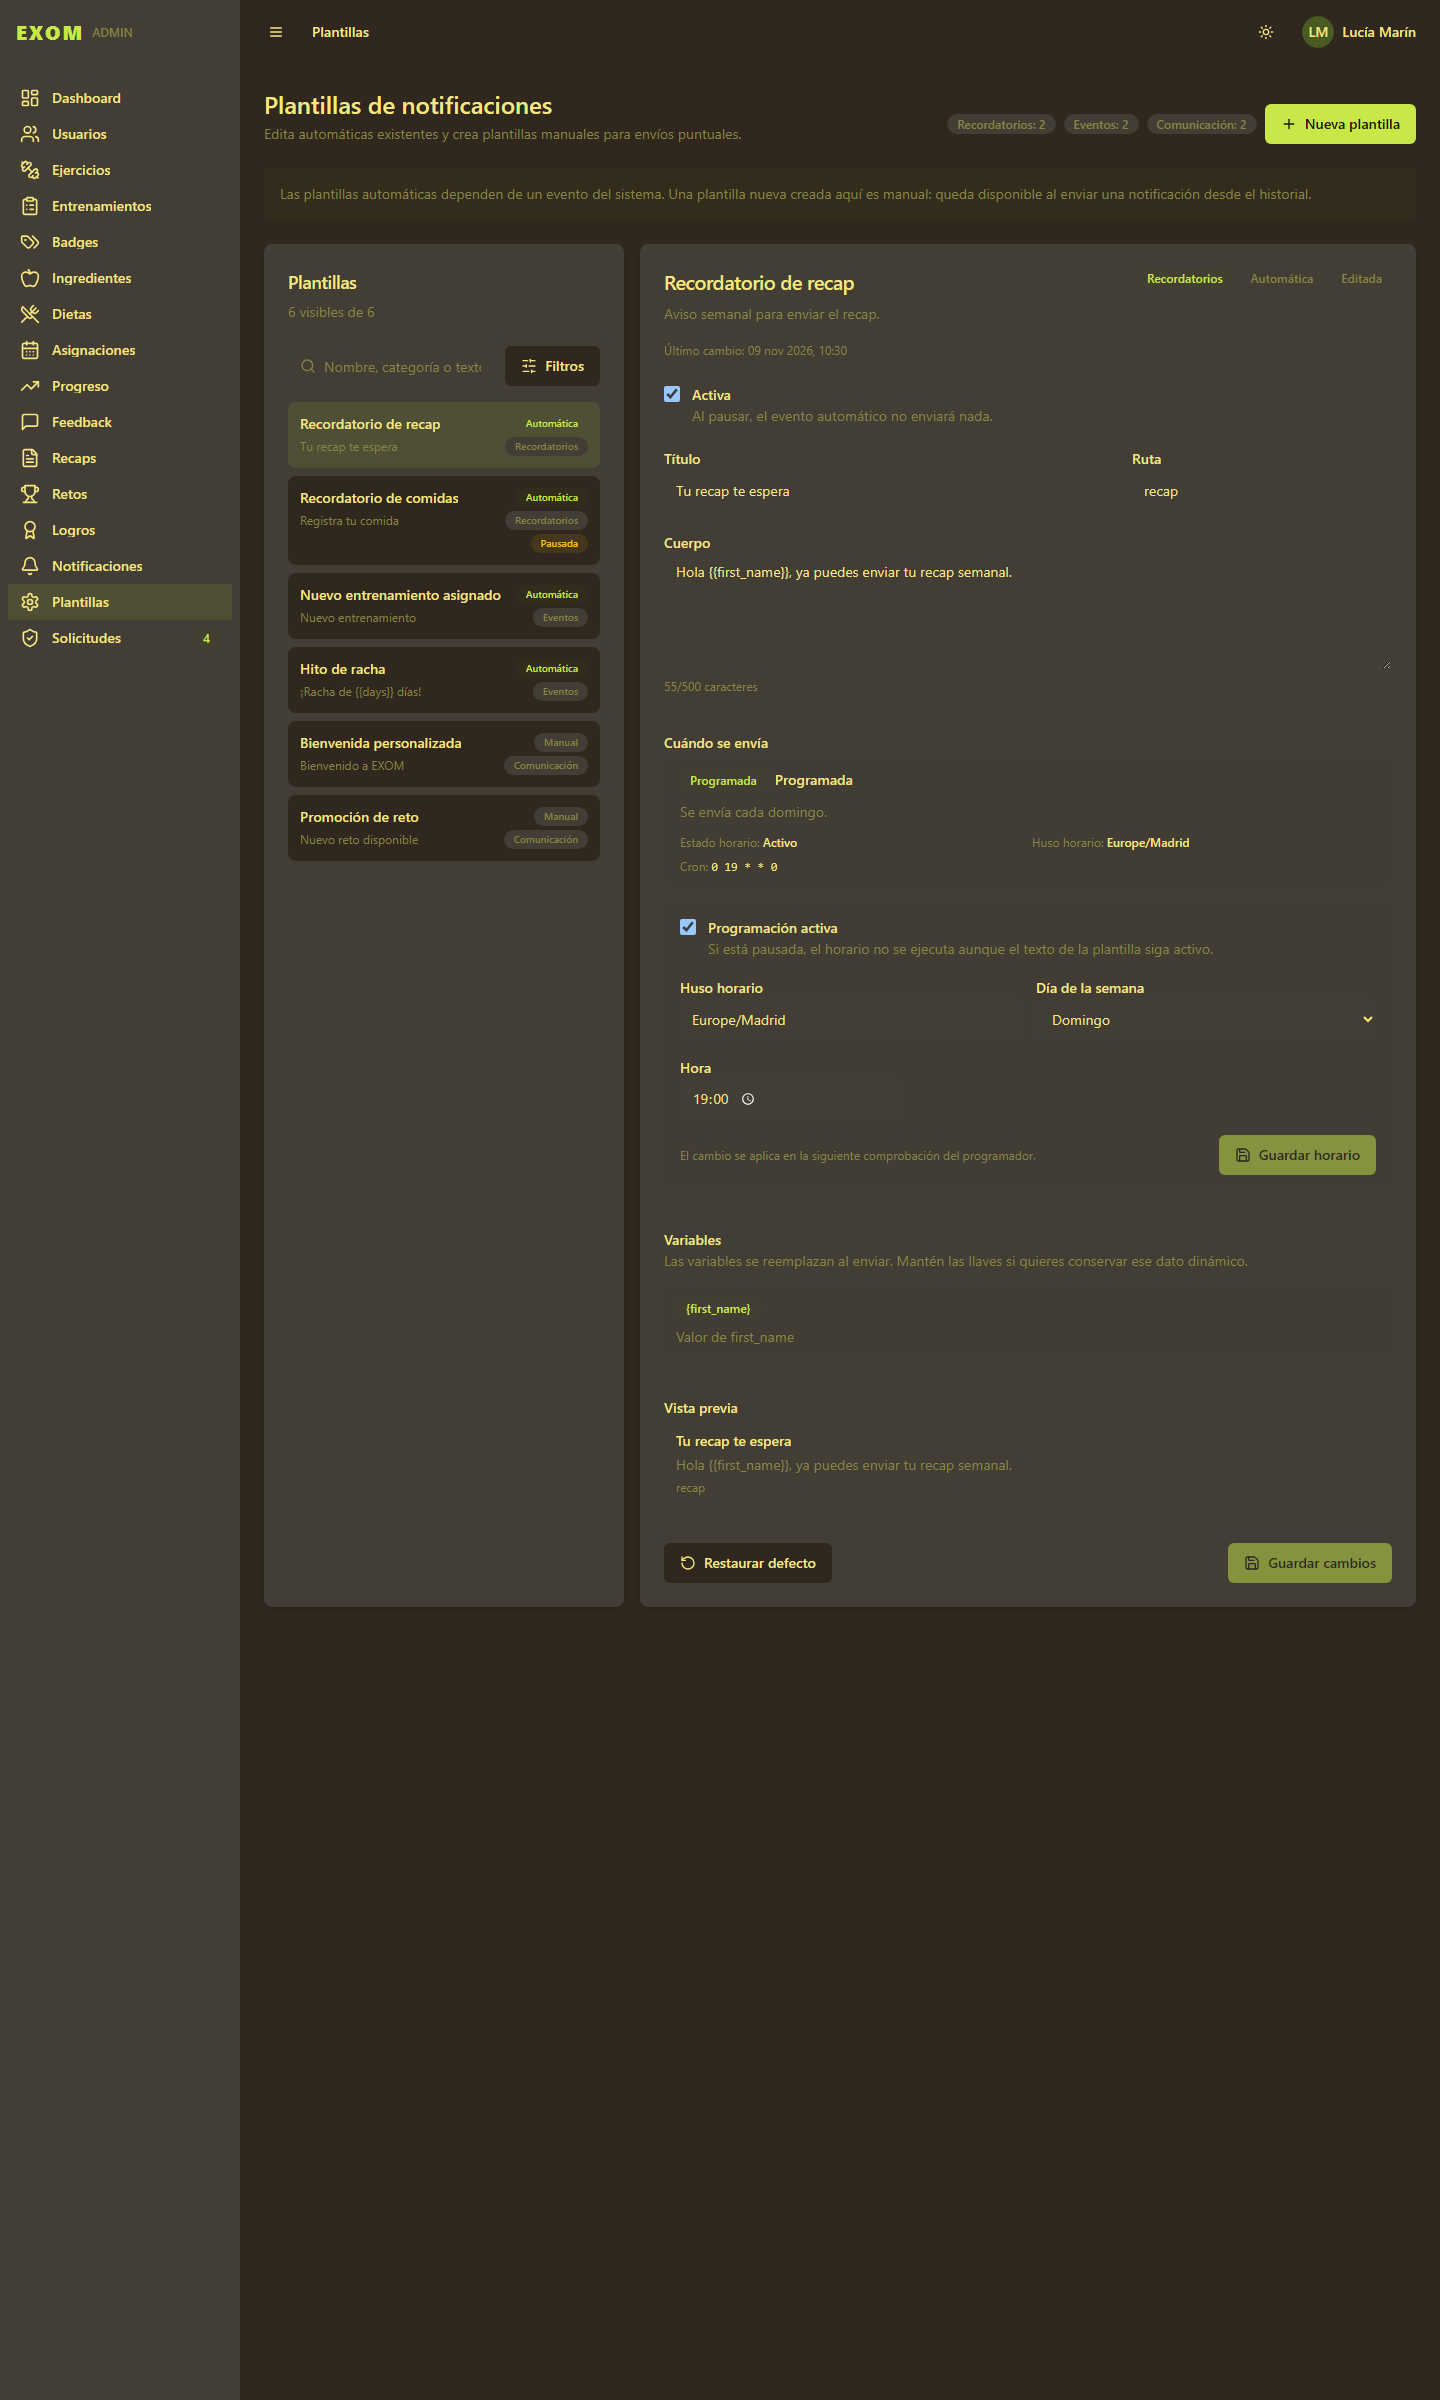 EXOM ADMIN
Dashboard
Usuarios
Ejercicios
Entrenamientos
Badges
Ingredientes
Dietas
Asignaciones
Progreso
Feedback
Recaps
Retos
Logros
Notificaciones
Plantillas
Solicitudes 4
Plantillas
LM Lucía Marín
Plantillas de notificaciones
Edita automáticas existentes y crea plantillas manuales para envíos puntuales.
Recordatorios: 2 Eventos: 2 Comunicación: 2 Nueva plantilla
Las plantillas automáticas dependen de un evento del sistema. Una plantilla nueva creada aquí es manual: queda disponible al enviar una notificación desde el historial.
Plantillas
6 visibles de 6
Nombre, categoría o texto Filtros
Recordatorio de recap Automática
Tu recap te espera Recordatorios
Recordatorio de comidas Automática
Registra tu comida Recordatorios
Pausada
Nuevo entrenamiento asignado Automática
Nuevo entrenamiento Eventos
Hito de racha Automática
¡Racha de {{days}} días! Eventos
Bienvenida personalizada Manual
Bienvenido a EXOM Comunicación
Promoción de reto Manual
Nuevo reto disponible Comunicación
Recordatorio de recap Recordatorios Automática Editada
Aviso semanal para enviar el recap.
Último cambio: 09 nov 2026, 10:30
Activa
Al pausar, el evento automático no enviará nada.
Título Ruta
Tu recap te espera recap
Cuerpo
Hola {{first_name}}, ya puedes enviar tu recap semanal.
55/500 caracteres
Cuándo se envía
Programada Programada
Se envía cada domingo.
Estado horario: Activo Huso horario: Europe/Madrid
Cron: 0 19 * * 0
Programación activa
Si está pausada, el horario no se ejecuta aunque el texto de la plantilla siga activo.
Huso horario Día de la semana
Europe/Madrid Domingo
Hora
19:00
El cambio se aplica en la siguiente comprobación del programador. Guardar horario
Variables
Las variables se reemplazan al enviar. Mantén las llaves si quieres conservar ese dato dinámico.
{first_name}
Valor de first_name
Vista previa
Tu recap te espera
Hola {{first_name}}, ya puedes enviar tu recap semanal.
recap
Restaurar defecto Guardar cambios